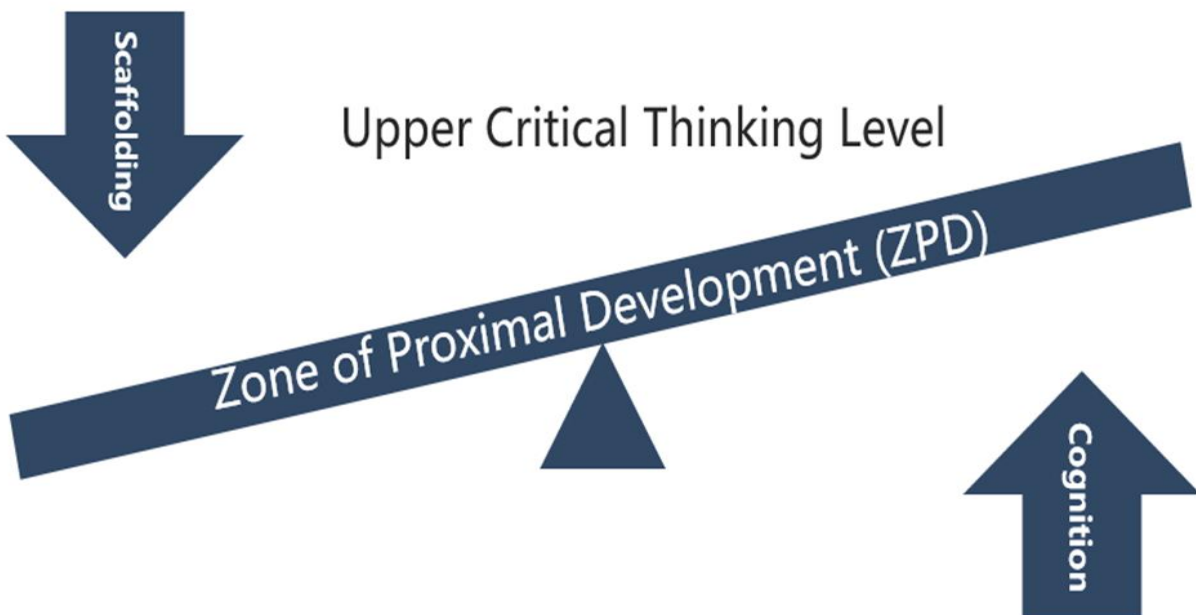 Scaffolding
Upper Critical Thinking Level
Zone of Proximal Development (ZPD)
Cognition